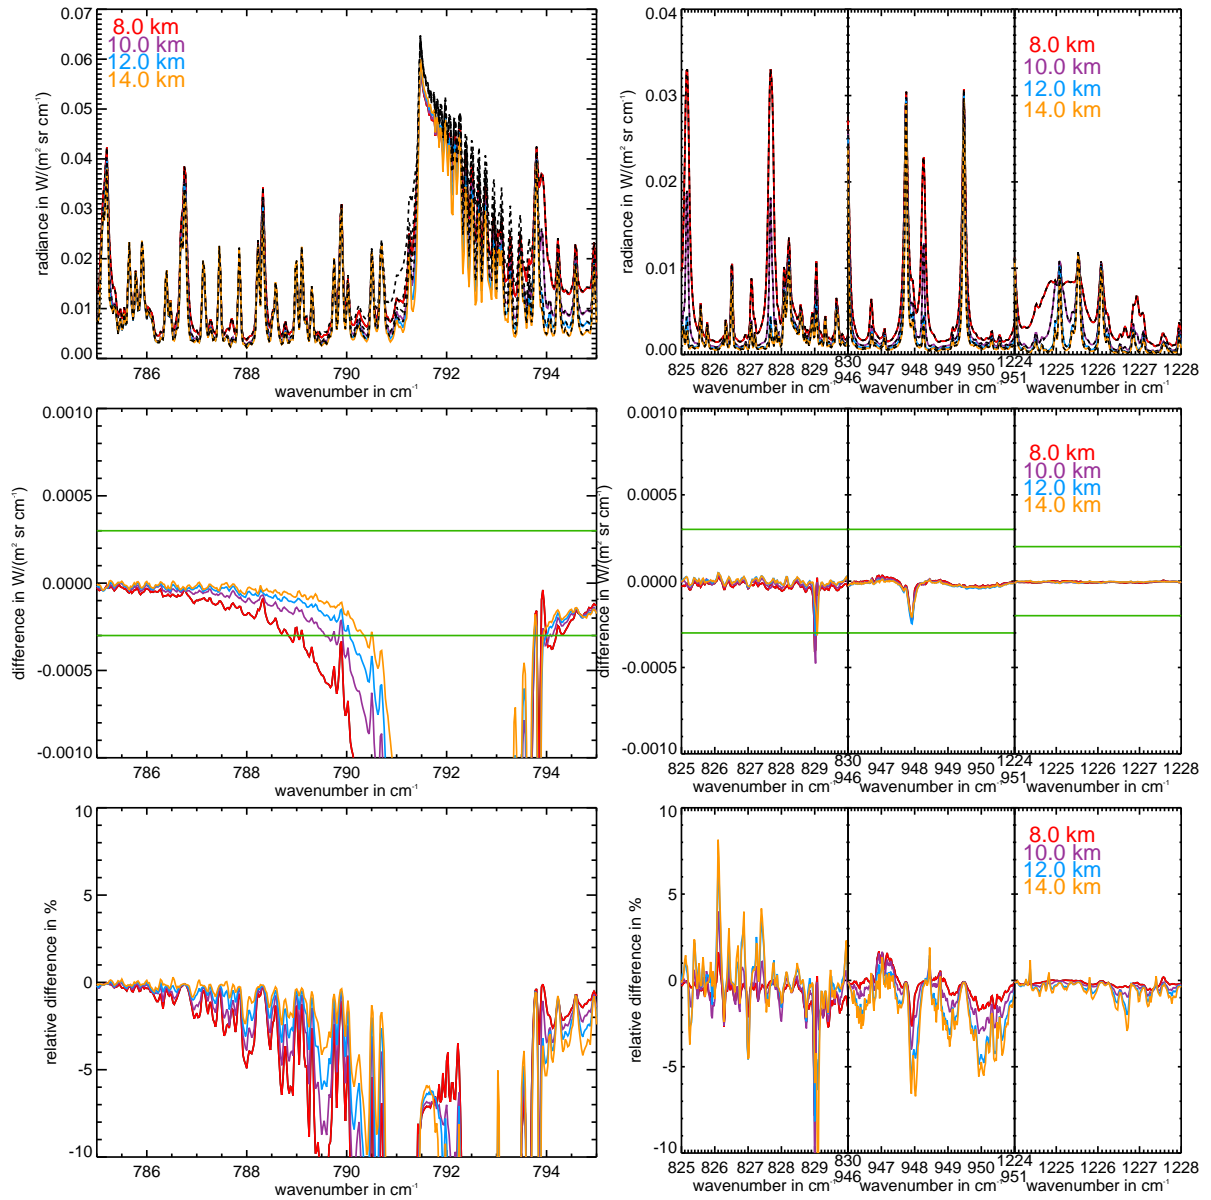 0.07
0.06
0.05
0.04
0.03
0.02
0.01
0.00
radiance in W/(m² sr cm⁻¹)
8.0 km
10.0 km
12.0 km
14.0 km
786 788 790 792 794
wavenumber in cm⁻¹
0.04
0.03
0.02
0.01
0.00
radiance in W/(m² sr cm⁻¹)
8.0 km
10.0 km
12.0 km
14.0 km
825 826 827 828 829 830 947 948 949 950 1224 1225 1226 1227 1228
946 951
wavenumber in cm⁻¹ wavenumber in cm⁻¹ wavenumber in cm⁻¹
0.0010
0.0005
0.0000
-0.0005
-0.0010
difference in W/(m² sr cm⁻¹)
786 788 790 792 794
wavenumber in cm⁻¹
0.0010
0.0005
0.0000
-0.0005
-0.0010
difference in W/(m² sr cm⁻¹)
8.0 km
10.0 km
12.0 km
14.0 km
825 826 827 828 829 830 947 948 949 950 1224 1225 1226 1227 1228
946 951
wavenumber in cm⁻¹ wavenumber in cm⁻¹ wavenumber in cm⁻¹
10
5
0
-5
-10
relative difference in %
786 788 790 792 794
wavenumber in cm⁻¹
10
5
0
-5
-10
relative difference in %
8.0 km
10.0 km
12.0 km
14.0 km
825 826 827 828 829 830 947 948 949 950 1224 1225 1226 1227 1228
946 951
wavenumber in cm⁻¹ wavenumber in cm⁻¹ wavenumber in cm⁻¹